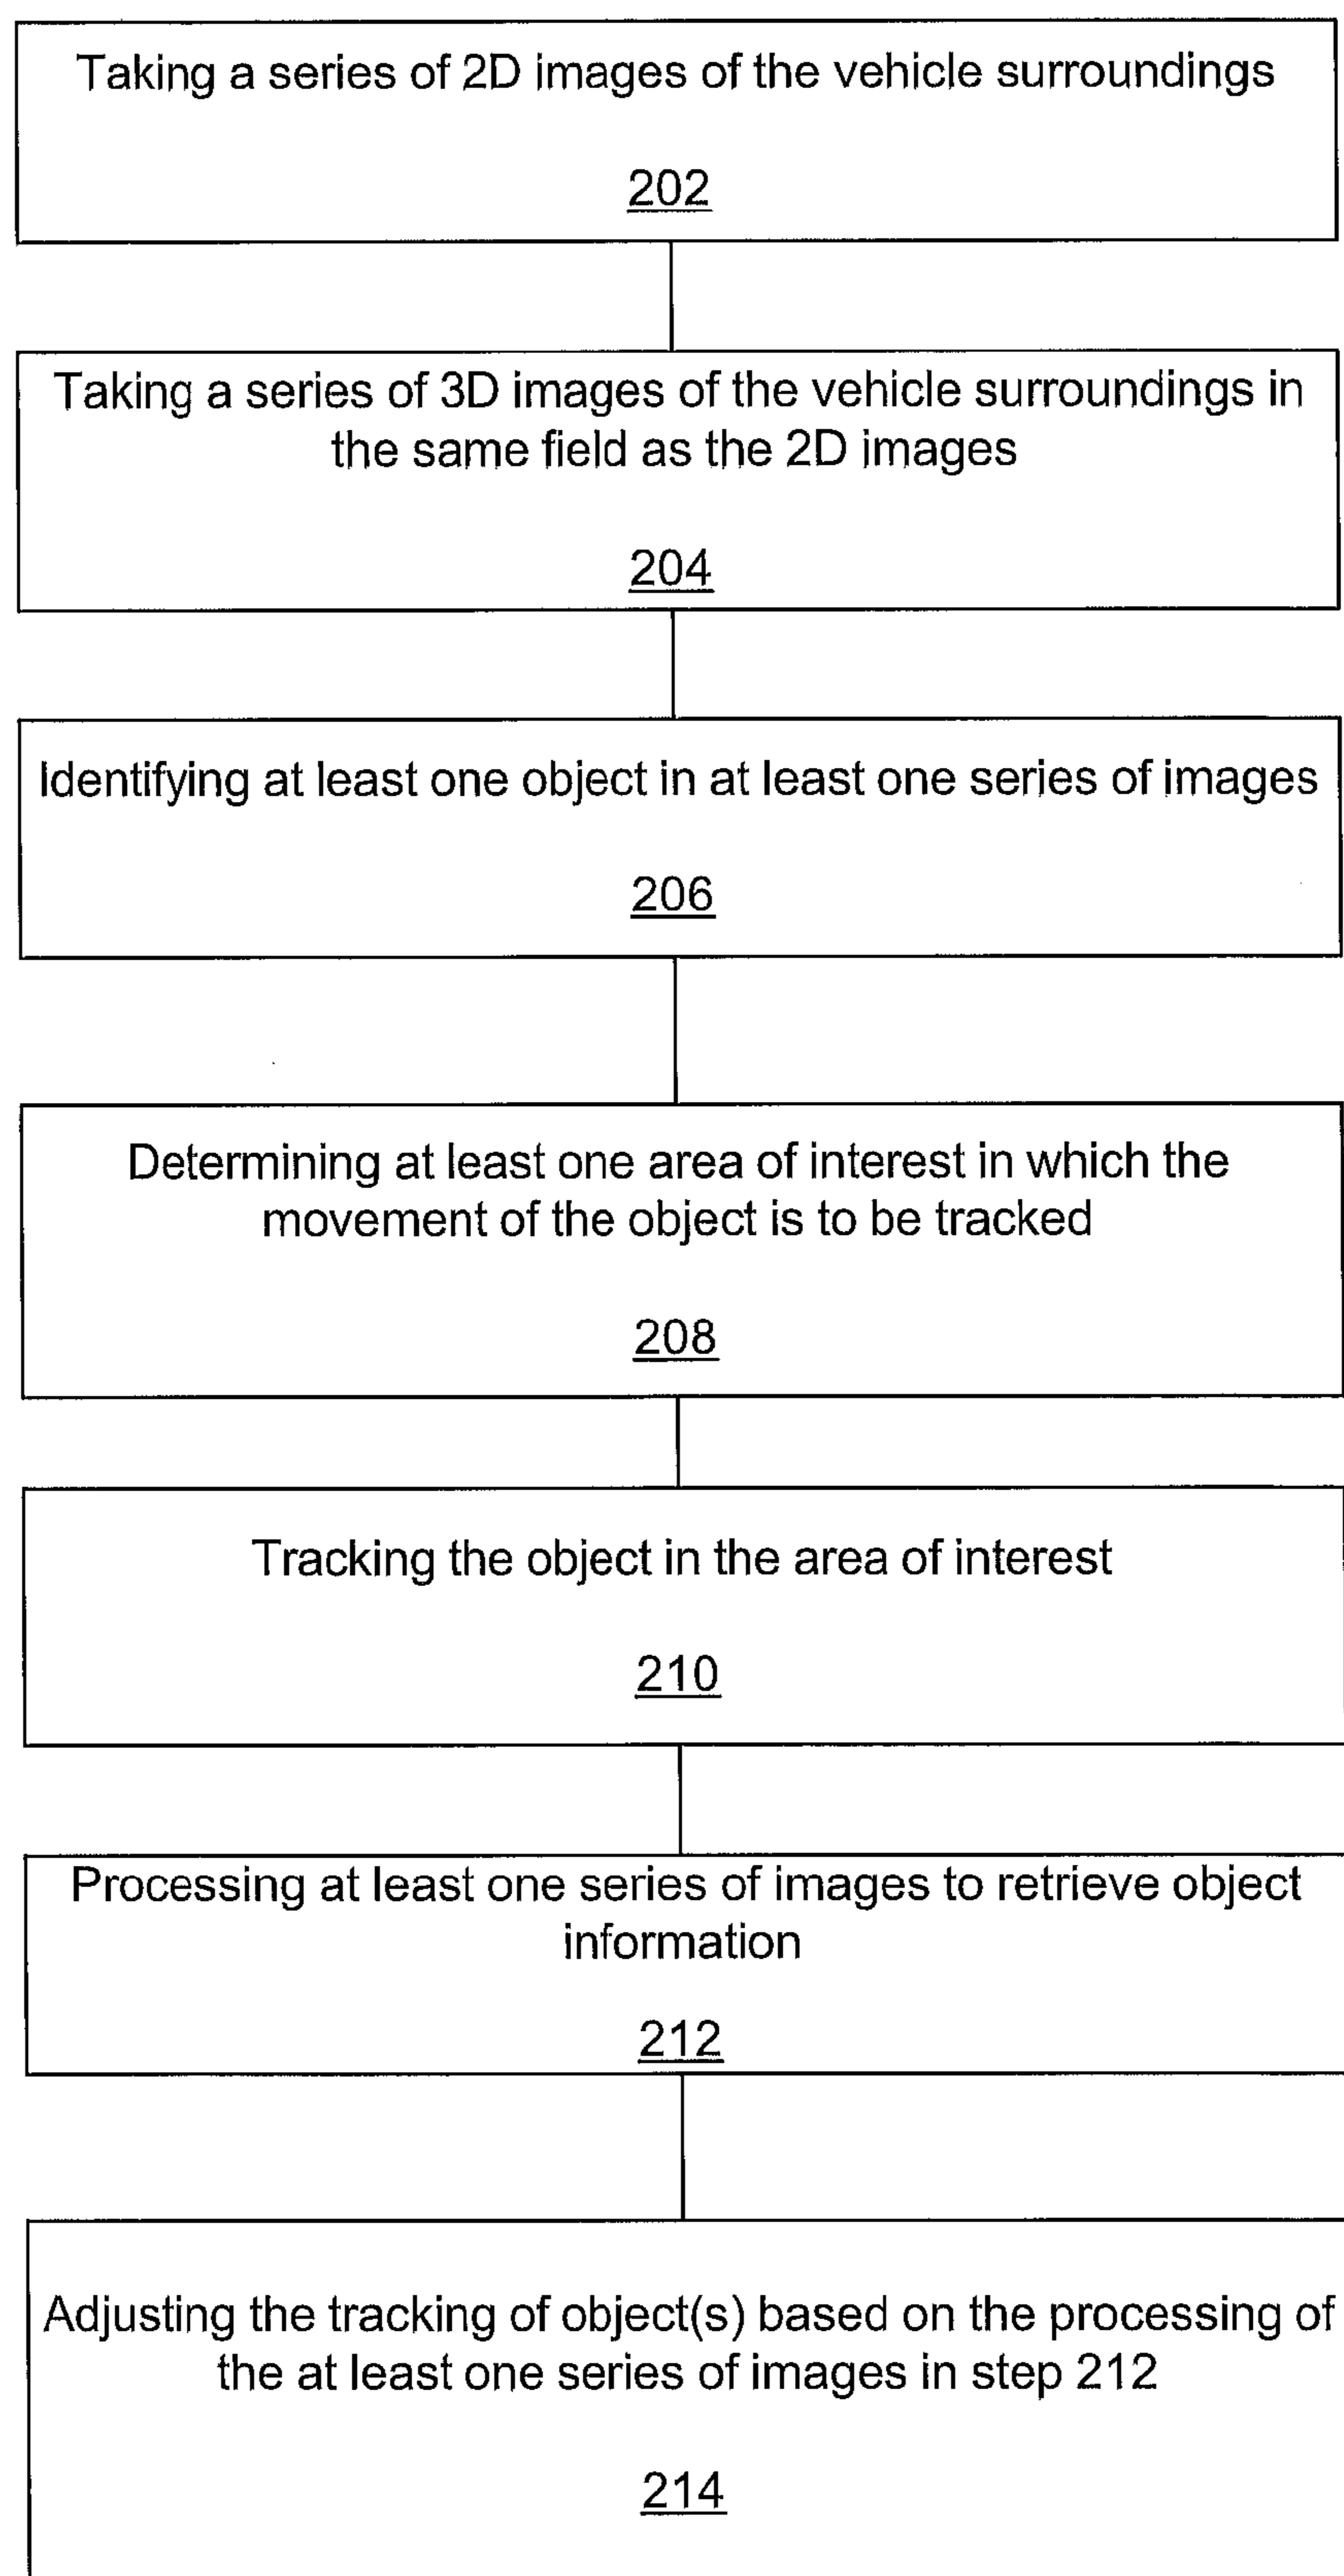 Taking a series of 2D images of the vehicle surroundings
202
Taking a series of 3D images of the vehicle surroundings in
the same field as the 2D images
204
Identifying at least one object in at least one series of images
206
Determining at least one area of interest in which the
movement of the object is to be tracked
208
Tracking the object in the area of interest
210
Processing at least one series of images to retrieve object
information
212
Adjusting the tracking of object(s) based on the processing of
the at least one series of images in step 212
214